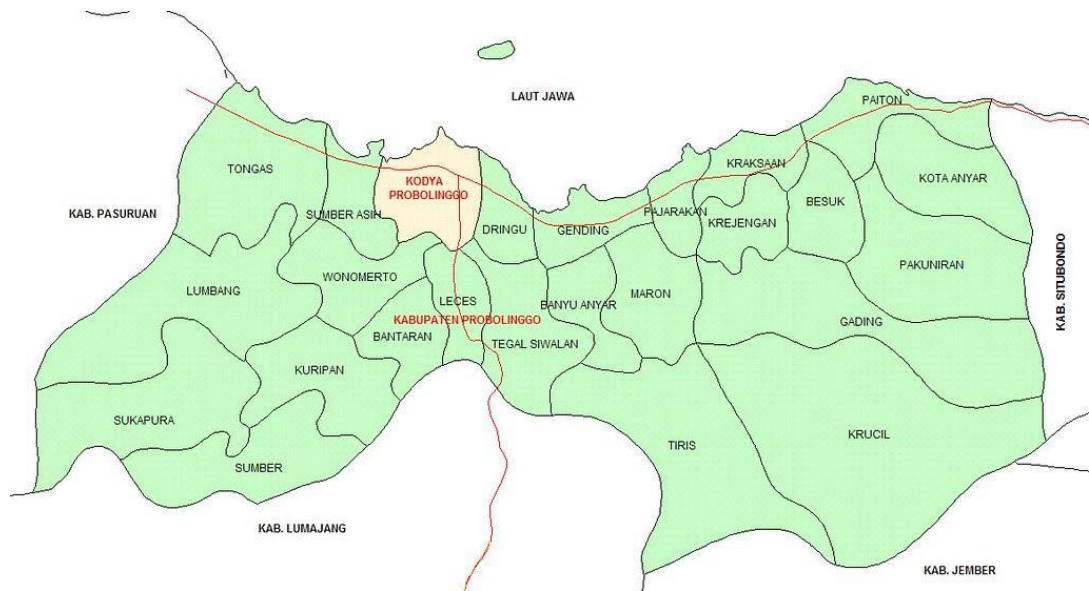 LAUT JAWA
PAITON
TONGAS
KRAKSAAN
KOTA ANYAR
KODYA
PROBOLINGGO
KAB. PASURUAN
SUMBER ASIH
DRINGU
GENDING
PAJARAKAN
KREJENGAN
BESUK
PAKUNIRAN
KAB. SITUBONDO
LUMBANG
WONOMERTO
LECES
BANYU ANYAR
MARON
GADING
KABUPATEN PROBOLINGGO
BANTARAN
TEGAL SIWALAN
KURIPAN
SUKAPURA
TIRIS
KRUCIL
SUMBER
KAB. LUMAJANG
KAB. JEMBER